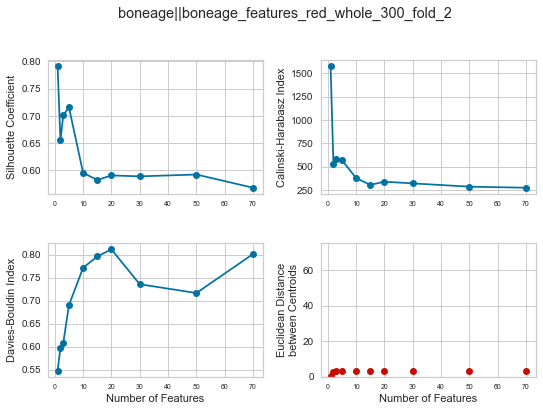 boneage||boneage_features_red_whole_300_fold_2
Silhouette Coefficient
0.80
0.75
0.70
0.65
0.60
0 10 20 30 40 50 60 70
Calinski-Harabasz Index
1500
1250
1000
750
500
250
0 10 20 30 40 50 60 70
Davies-Bouldin Index
0.80
0.75
0.70
0.65
0.60
0.55
0 10 20 30 40 50 60 70
Number of Features
Euclidean Distance
between Centroids
60
40
20
0
0 10 20 30 40 50 60 70
Number of Features